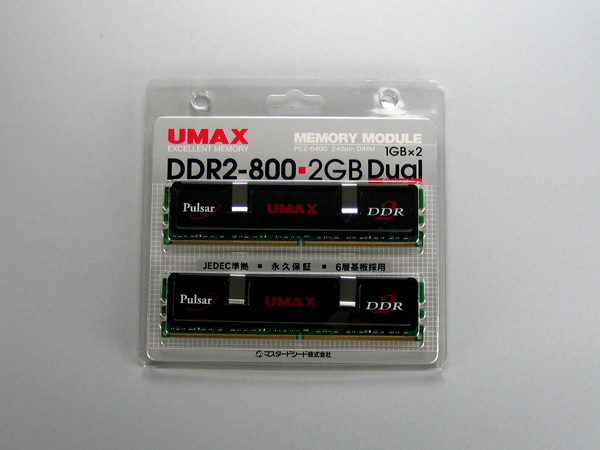 UMAX
EXCELLENT MEMORY
MEMORY MODULE
PC2-6400 240pin DIMM
1GB×2
DDR2-800・2GB Dual
Pulsar UMAX DDR2
JEDEC準拠 ■ 永久保証 ■ 6層基板採用
Pulsar UMAX DDR2
マスタードシード株式会社